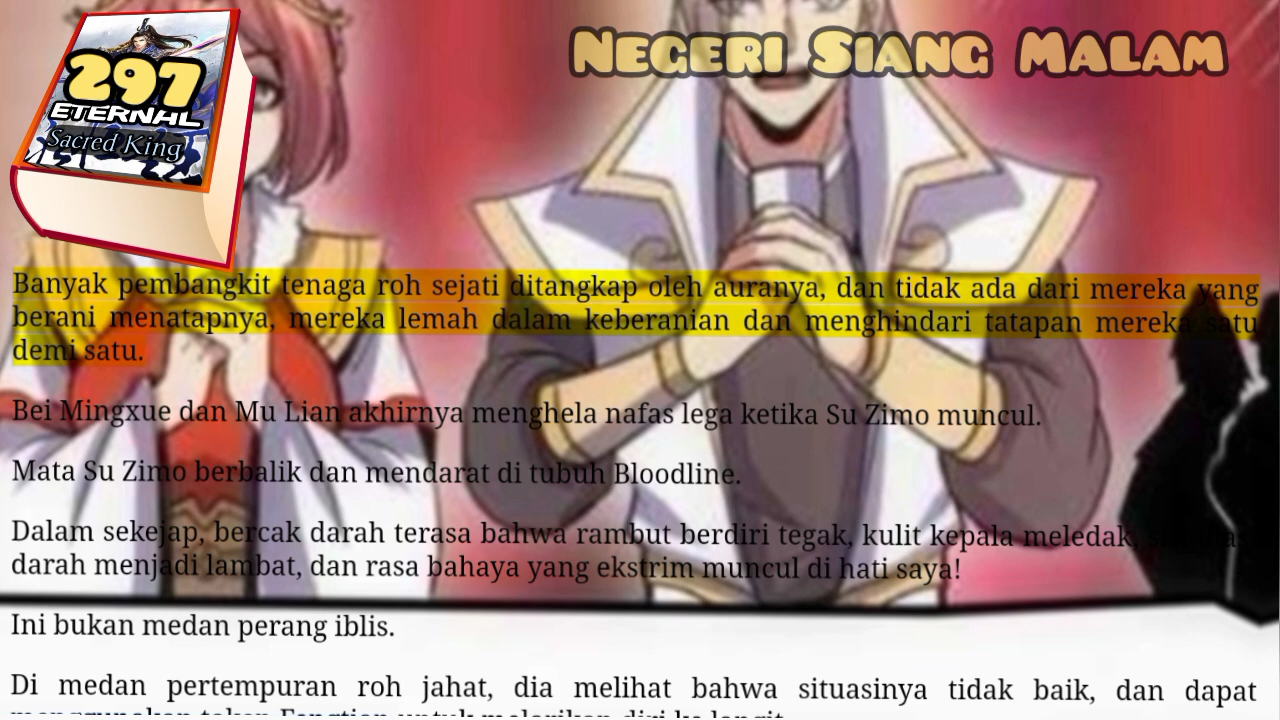 297
ETERNAL
Sacred King
NEGERI SIANG MALAM
Banyak pembangkit tenaga roh sejati ditangkap oleh auranya, dan tidak ada dari mereka yang
berani menatapnya, mereka lemah dalam keberanian dan menghindari tatapan mereka satu
demi satu.
Bei Mingxue dan Mu Lian akhirnya menghela nafas lega ketika Su Zimo muncul.
Mata Su Zimo berbalik dan mendarat di tubuh Bloodline.
Dalam sekejap, bercak darah terasa bahwa rambut berdiri tegak, kulit kepala meledak,
darah menjadi lambat, dan rasa bahaya yang ekstrim muncul di hati saya!
Ini bukan medan perang iblis.
Di medan pertempuran roh jahat, dia melihat bahwa situasinya tidak baik, dan dapat